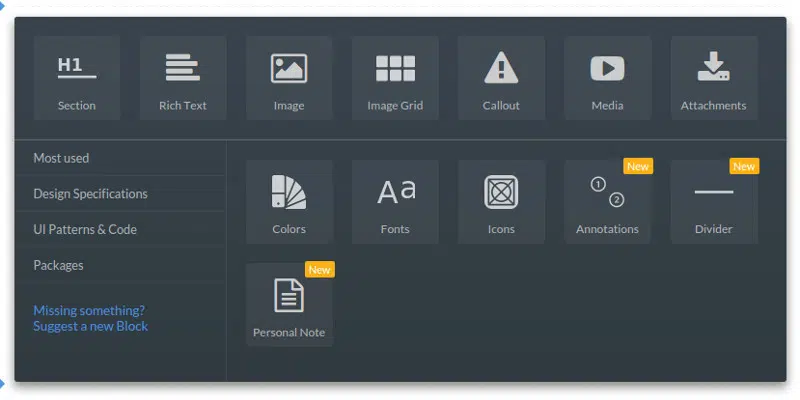 H1
Section
Rich Text
Image
Image Grid
Callout
Media
Attachments
Most used
Design Specifications
UI Patterns & Code
Packages
Missing something?
Suggest a new Block
Colors
Aa
Fonts
Icons
New
1
2
Annotations
New
Divider
New
Personal Note